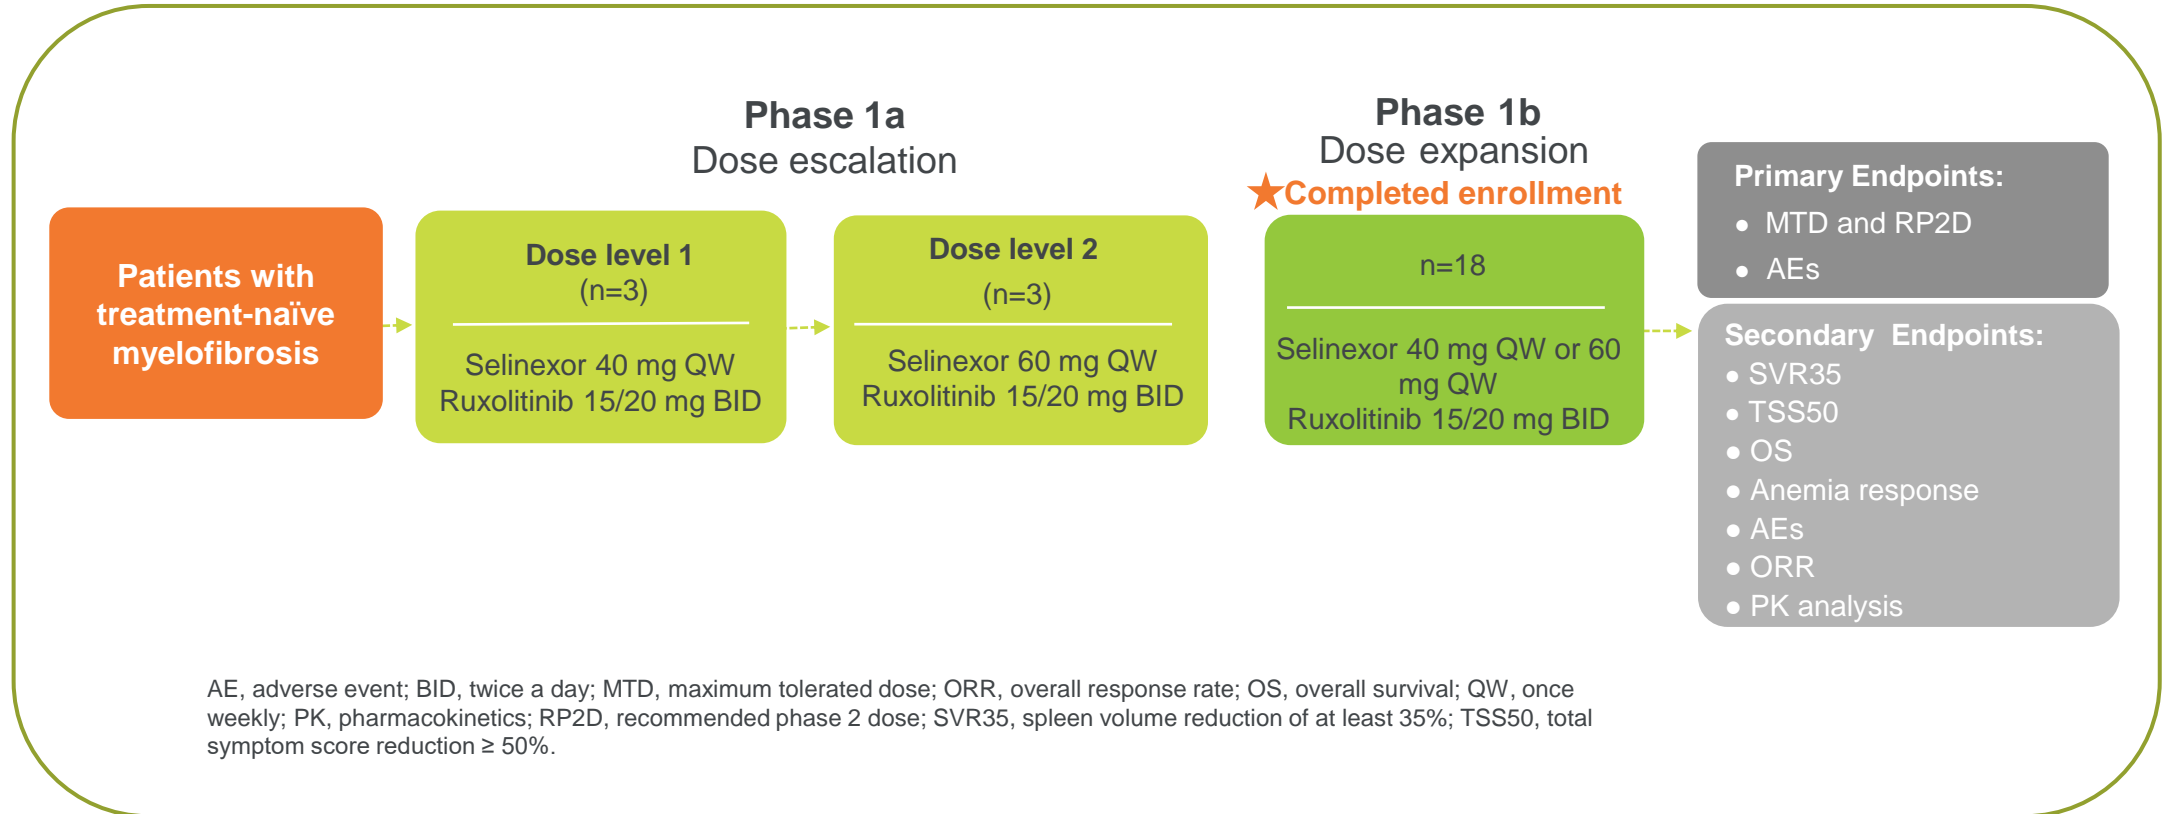 Phase 1a
Dose escalation
Phase 1b
Dose expansion
★Completed enrollment
Patients with
treatment-naïve
myelofibrosis
Dose level 1
(n=3)
Selinexor 40 mg QW
Ruxolitinib 15/20 mg BID
Dose level 2
(n=3)
Selinexor 60 mg QW
Ruxolitinib 15/20 mg BID
n=18
Selinexor 40 mg QW or 60
mg QW
Ruxolitinib 15/20 mg BID
Primary Endpoints:
● MTD and RP2D
● AEs
Secondary Endpoints:
● SVR35
● TSS50
● OS
● Anemia response
● AEs
● ORR
● PK analysis
AE, adverse event; BID, twice a day; MTD, maximum tolerated dose; ORR, overall response rate; OS, overall survival; QW, once
weekly; PK, pharmacokinetics; RP2D, recommended phase 2 dose; SVR35, spleen volume reduction of at least 35%; TSS50, total
symptom score reduction ≥ 50%.